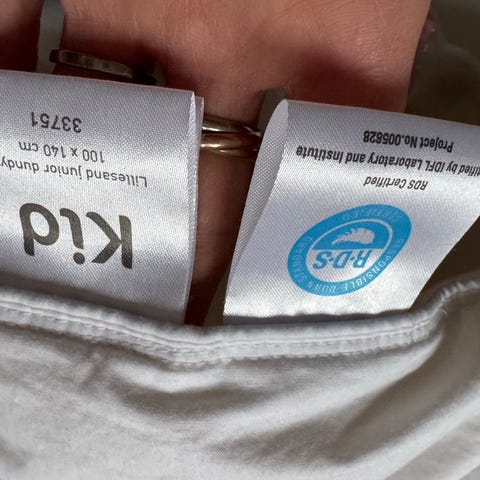 Kid
Lillesand junior dundy
100 x 140 cm
33751
RESPONSIBLE DOWN STANDARD
R·D·S
CERTIFIED
RDS Certified
tified by IDFL Laboratory and Institute
Project No.005828